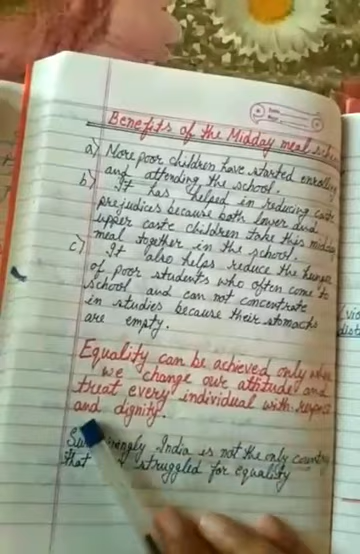 Benefits of the Midday meal
a) More poor children have started enrolling
and attending the school.
b) It has helped in reducing caste
prejudices because both lower and
upper caste children take this midday
meal together in the school.
c) It also helps reduce the hunger
of poor students who often come to
school and can not concentrate
in studies because their stomachs
are empty.
Equality can be achieved only when
we change our attitude and
treat every individual with respect
and dignity.
India is not the only country
that struggled for equality